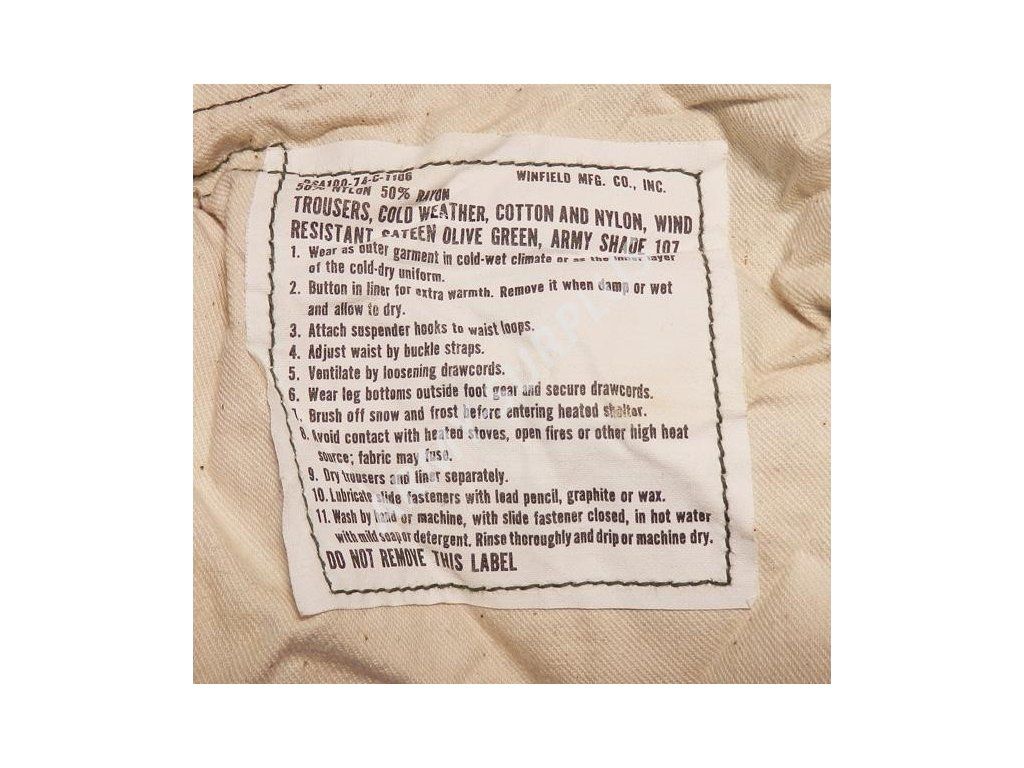 DSA100-74-C-1106 WINFIELD MFG. CO., INC.
50% NYLON 50% RAYON
TROUSERS, COLD WEATHER, COTTON AND NYLON, WIND
RESISTANT SATEEN OLIVE GREEN, ARMY SHADE 107
1. Wear as outer garment in cold-wet climate or as the inner layer
of the cold-dry uniform.
2. Button in liner for extra warmth. Remove it when damp or wet
and allow to dry.
3. Attach suspender hooks to waist loops.
4. Adjust waist by buckle straps.
5. Ventilate by loosening drawcords.
6. Wear leg bottoms outside foot gear and secure drawcords.
7. Brush off snow and frost before entering heated shelter.
8. Avoid contact with heated stoves, open fires or other high heat
source; fabric may fuse.
9. Dry trousers and liner separately.
10. Lubricate slide fasteners with lead pencil, graphite or wax.
11. Wash by hand or machine, with slide fastener closed, in hot water
with mild soap or detergent. Rinse thoroughly and drip or machine dry.
DO NOT REMOVE THIS LABEL